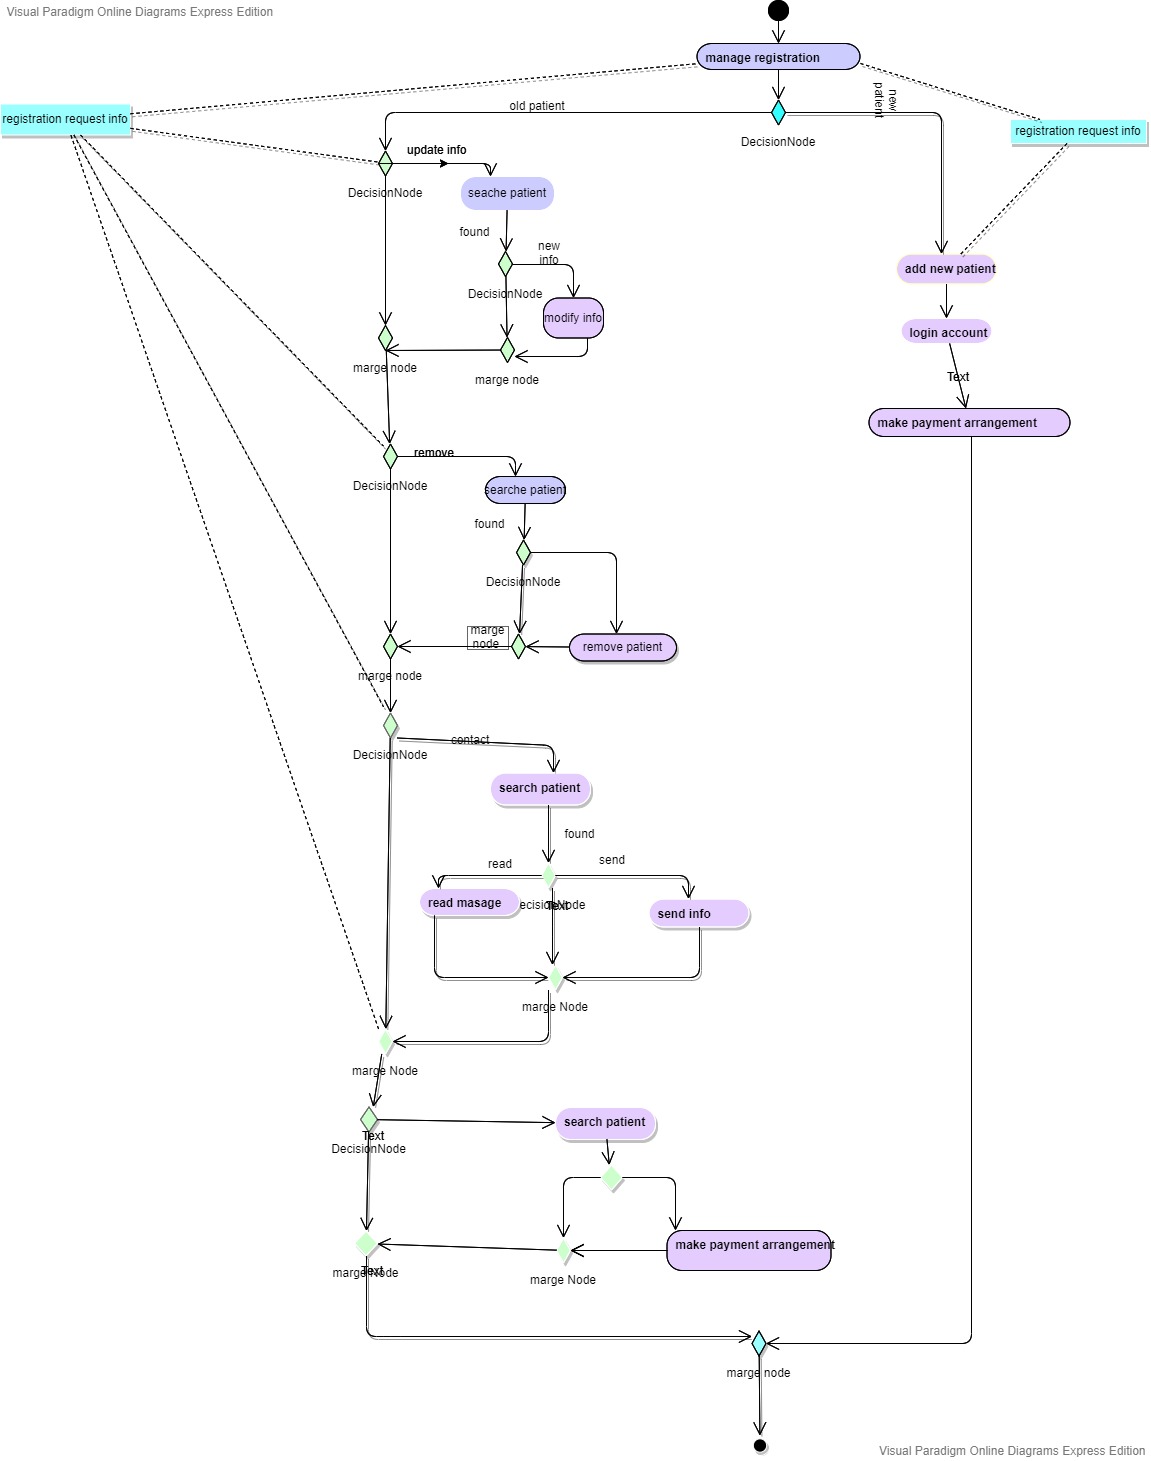 Visual Paradigm Online Diagrams Express Edition
manage registration
registration request info
old patient
new
patient
registration request info
DecisionNode
update info
DecisionNode
seache patient
found
new
info
add new patient
DecisionNode
modify info
login account
marge node
marge node
Text
make payment arrangement
remove
DecisionNode
searche patient
found
DecisionNode
marge
node
remove patient
marge node
contact
DecisionNode
search patient
found
read
send
read masage
ecisionNode
Text
send info
marge Node
marge Node
search patient
Text
DecisionNode
make payment arrangement
marge Node
Text
marge Node
marge node
Visual Paradigm Online Diagrams Express Edition